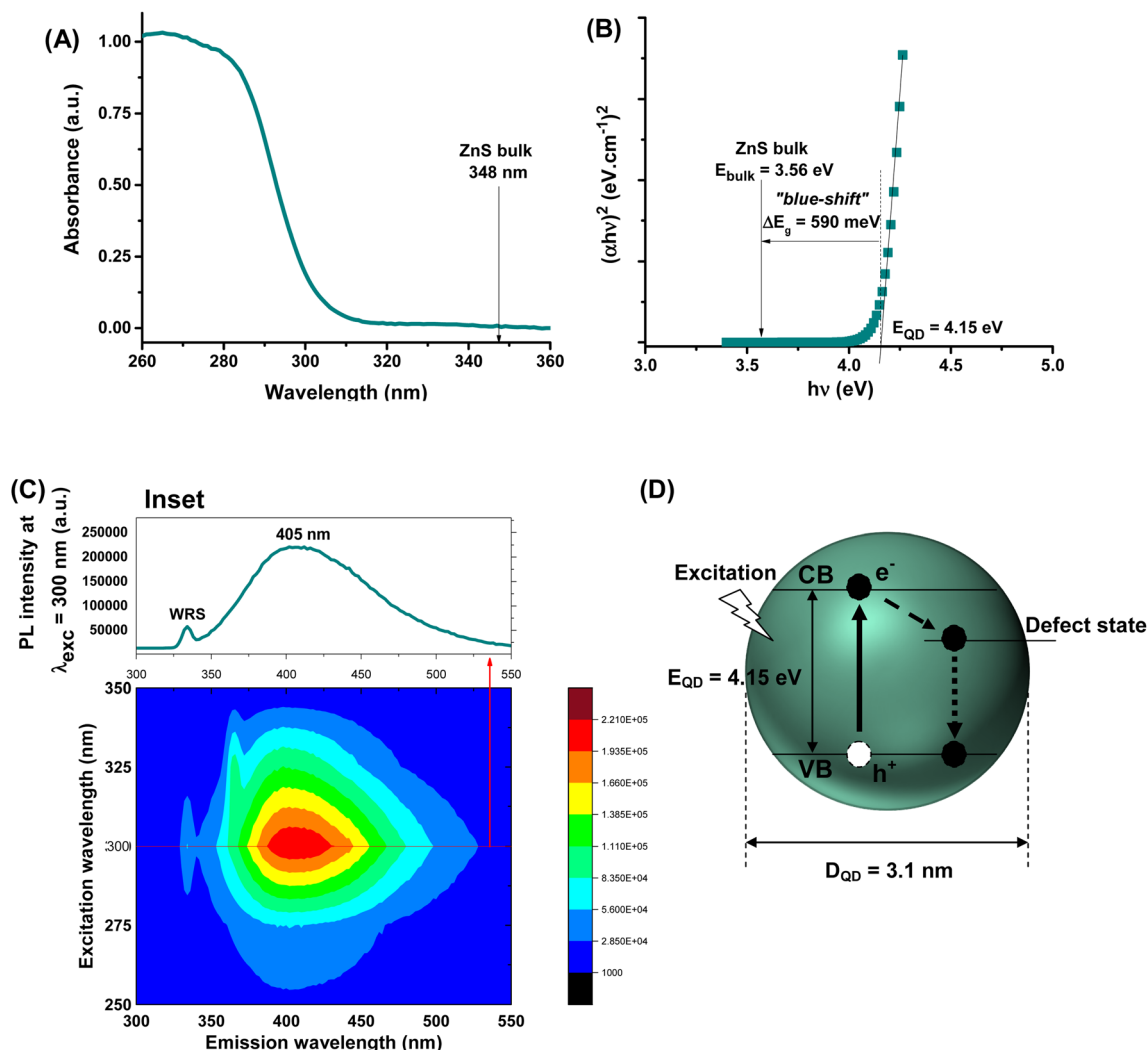 (A)
Absorbance (a.u.)
1.00
0.75
0.50
0.25
0.00
ZnS bulk
348 nm
260 280 300 320 340 360
Wavelength (nm)
(B)
(αhν)² (eV.cm⁻¹)²
ZnS bulk
E_bulk = 3.56 eV
"blue-shift"
ΔE_g = 590 meV
E_QD = 4.15 eV
3.0 3.5 4.0 4.5 5.0
hν (eV)
(C)
Inset
PL intensity at
λ_exc = 300 nm (a.u.)
250000
200000
150000
100000
50000
WRS
405 nm
300 350 400 450 500 550
Excitation wavelength (nm)
350
325
300
275
250
300 350 400 450 500 550
Emission wavelength (nm)
2.210E+05
1.935E+05
1.660E+05
1.385E+05
1.110E+05
8.350E+04
5.600E+04
2.850E+04
1000
(D)
Excitation
CB e⁻
Defect state
E_QD = 4.15 eV
VB h⁺
D_QD = 3.1 nm